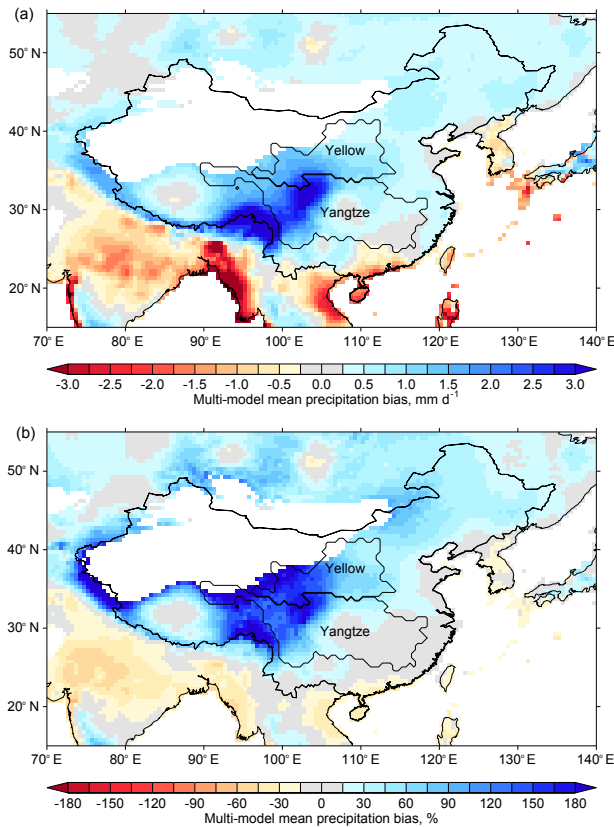 (a)
50° N
40° N
30° N
20° N
Yellow
Yangtze
70° E 80° E 90° E 100° E 110° E 120° E 130° E 140° E
-3.0 -2.5 -2.0 -1.5 -1.0 -0.5 0.0 0.5 1.0 1.5 2.0 2.5 3.0
Multi-model mean precipitation bias, mm d⁻¹
(b)
50° N
40° N
30° N
20° N
Yellow
Yangtze
70° E 80° E 90° E 100° E 110° E 120° E 130° E 140° E
-180 -150 -120 -90 -60 -30 0 30 60 90 120 150 180
Multi-model mean precipitation bias, %